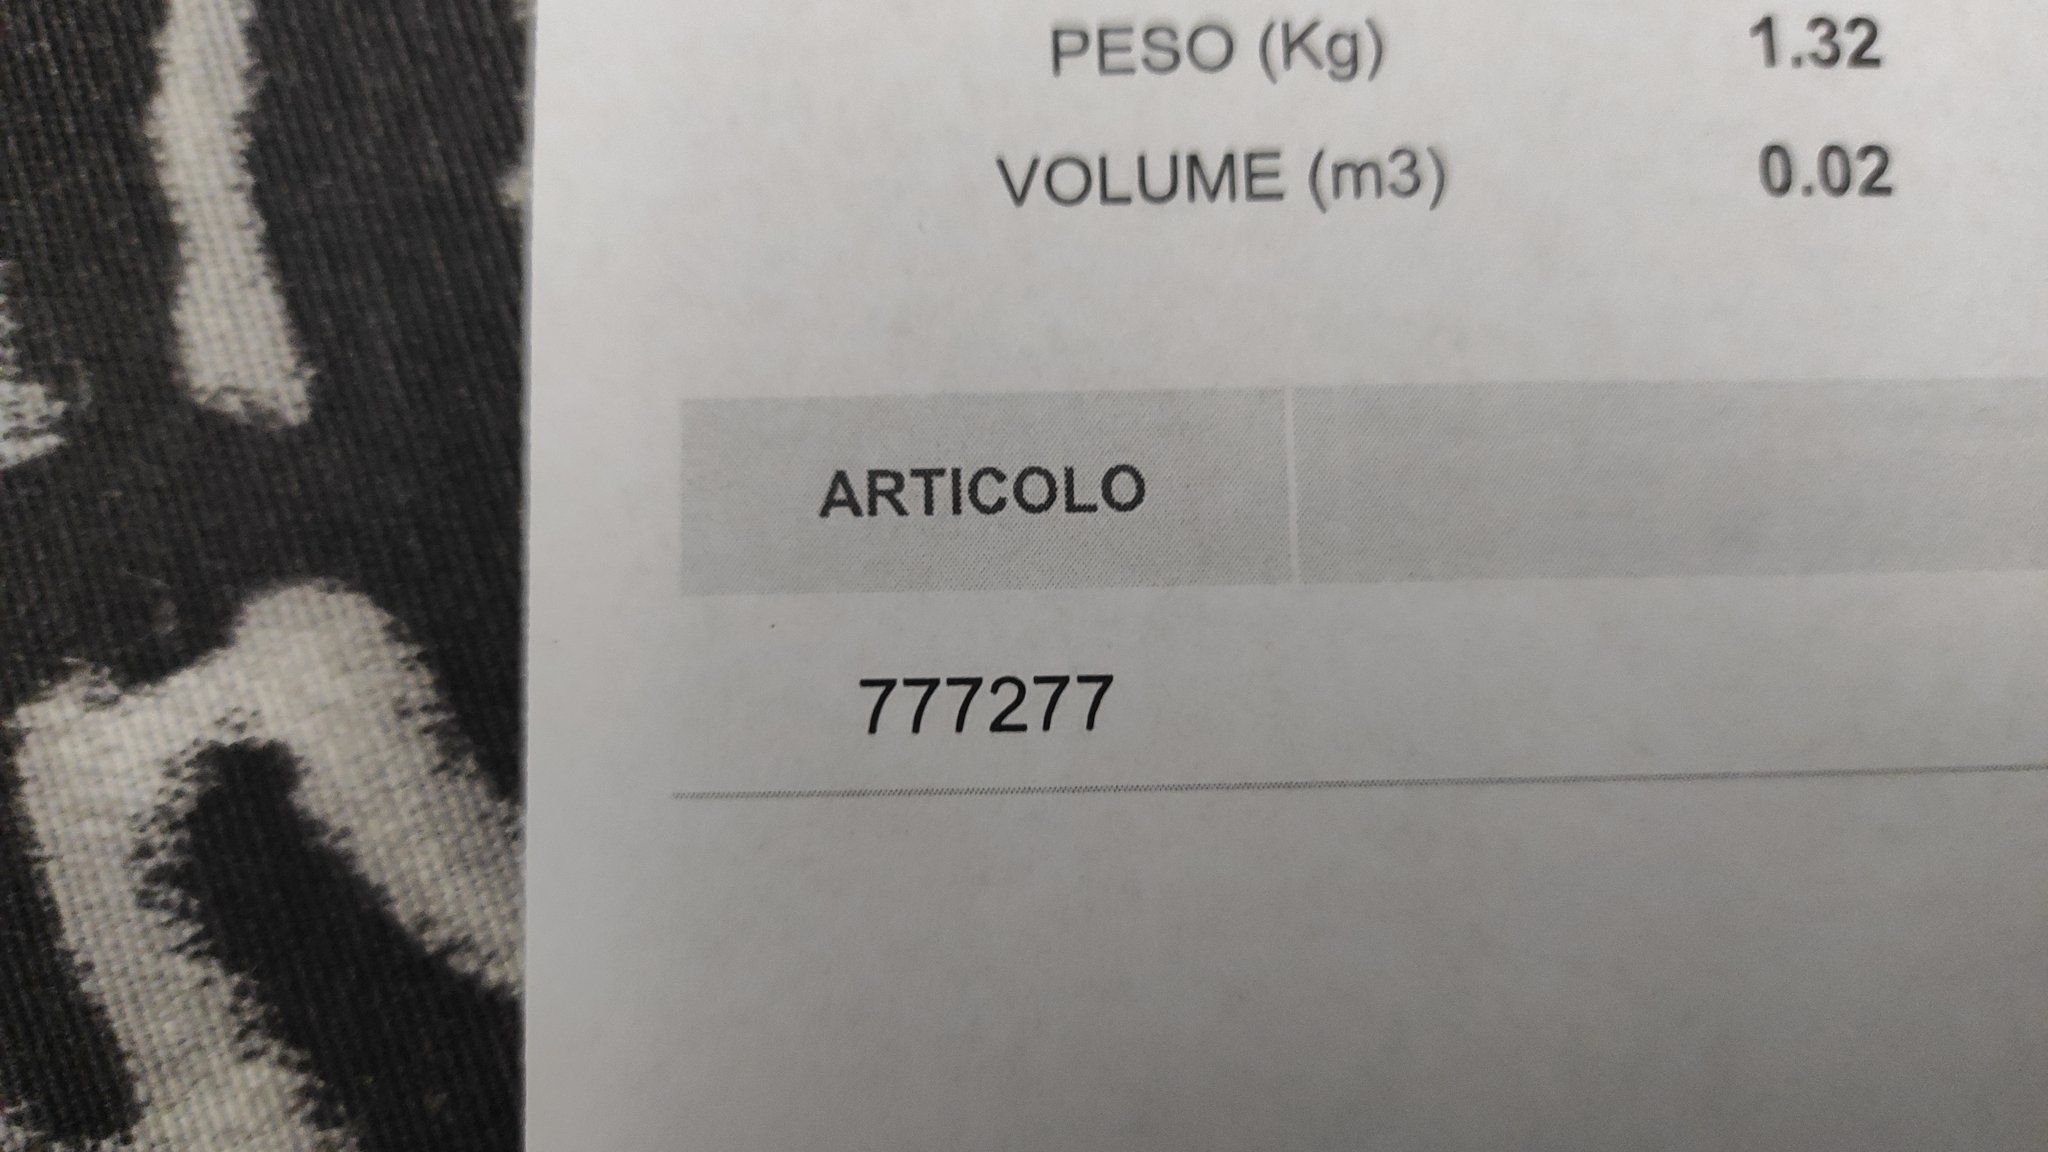 PESO (Kg) 1.32
VOLUME (m3) 0.02
ARTICOLO
777277